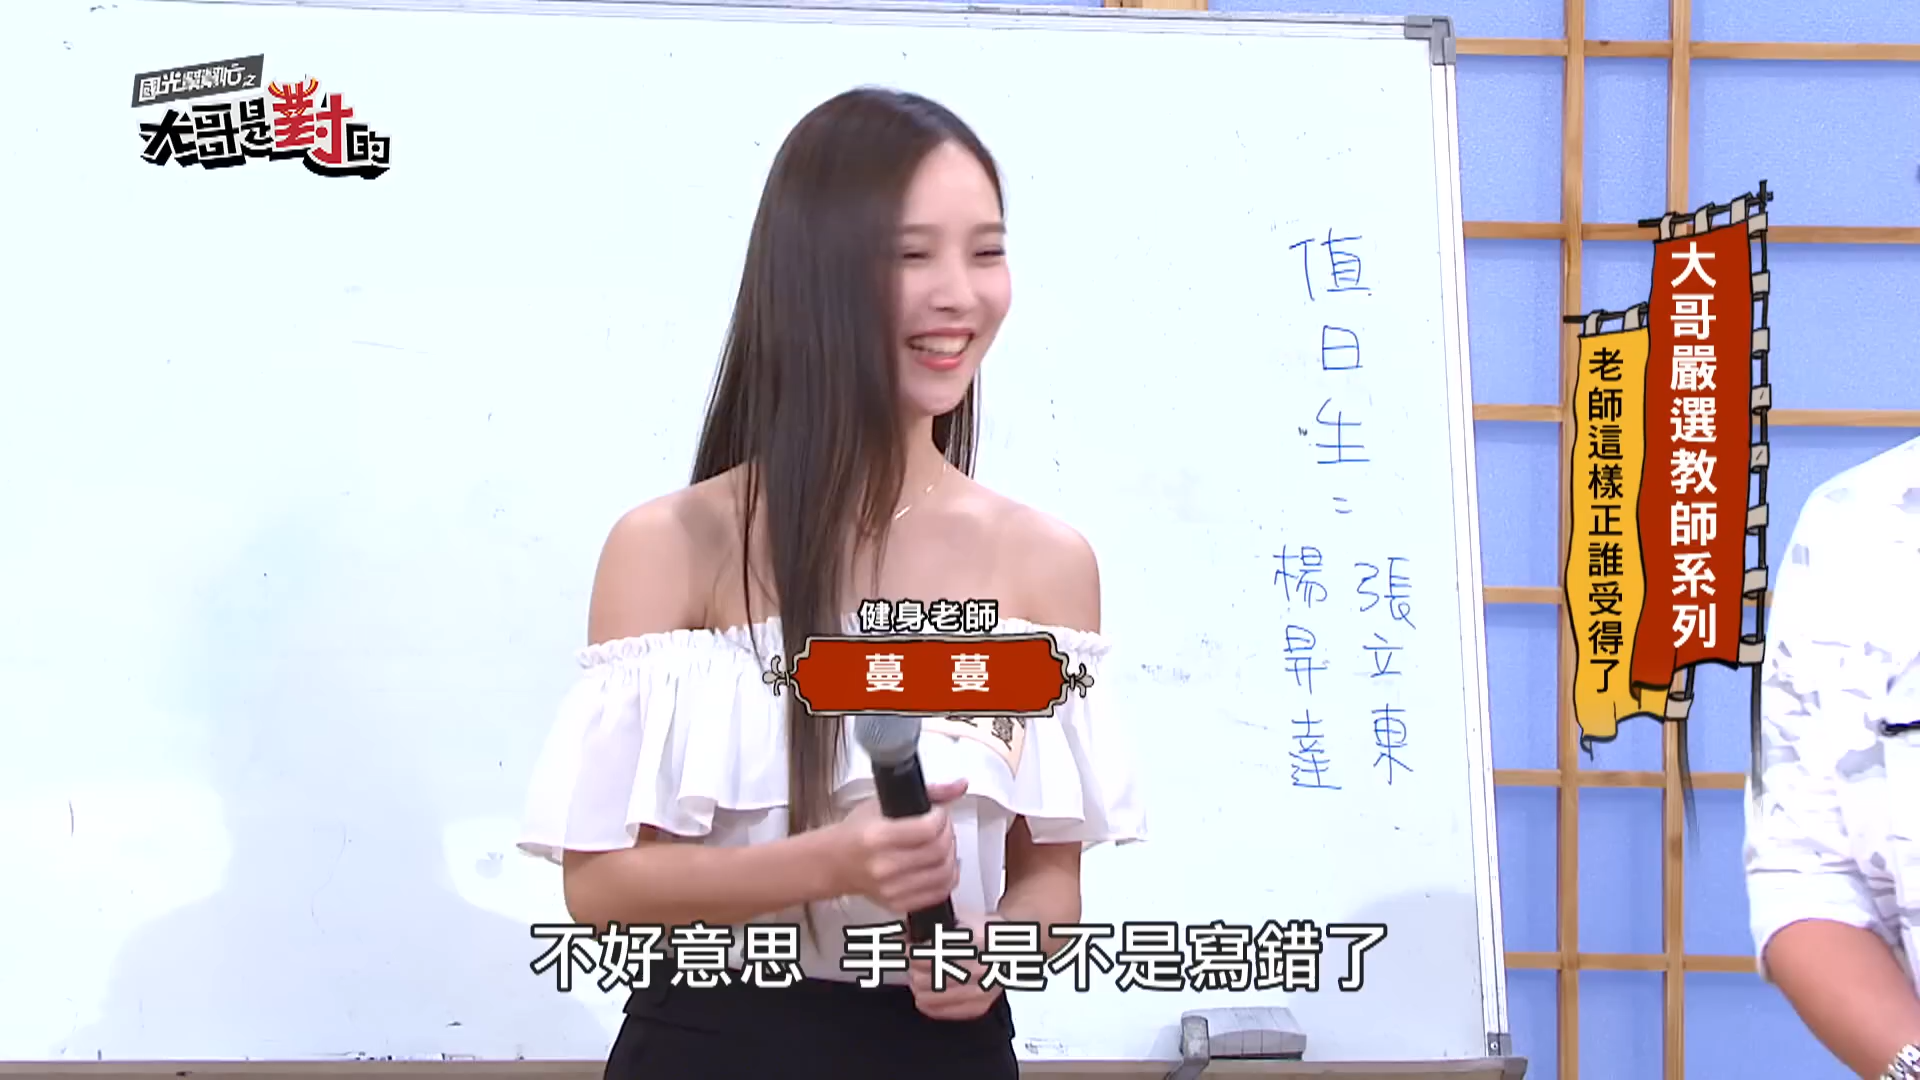 國光幫幫忙之
大哥是對的
值日生：
張立東
楊昇達
大哥嚴選教師系列
老師這樣正誰受得了
健身老師
蔓 蔓
不好意思 手卡是不是寫錯了